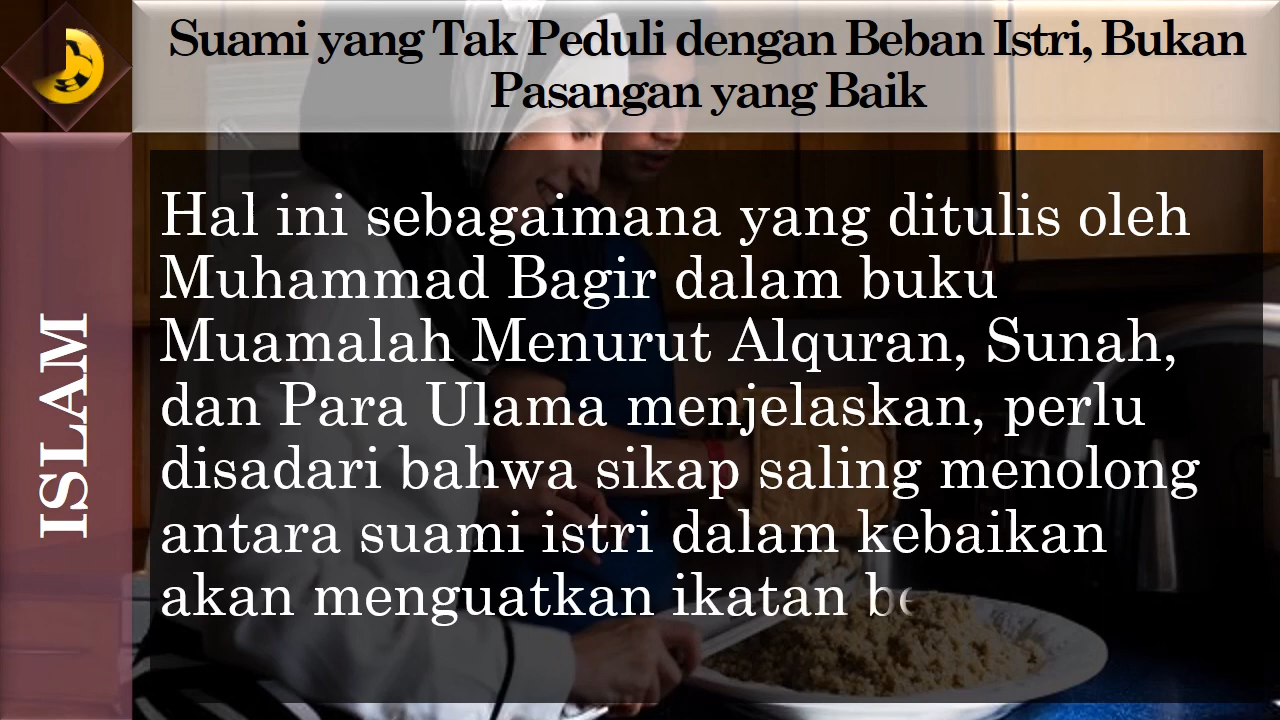 Suami yang Tak Peduli dengan Beban Istri, Bukan
Pasangan yang Baik
ISLAM
Hal ini sebagaimana yang ditulis oleh
Muhammad Bagir dalam buku
Muamalah Menurut Alquran, Sunah,
dan Para Ulama menjelaskan, perlu
disadari bahwa sikap saling menolong
antara suami istri dalam kebaikan
akan menguatkan ikatan